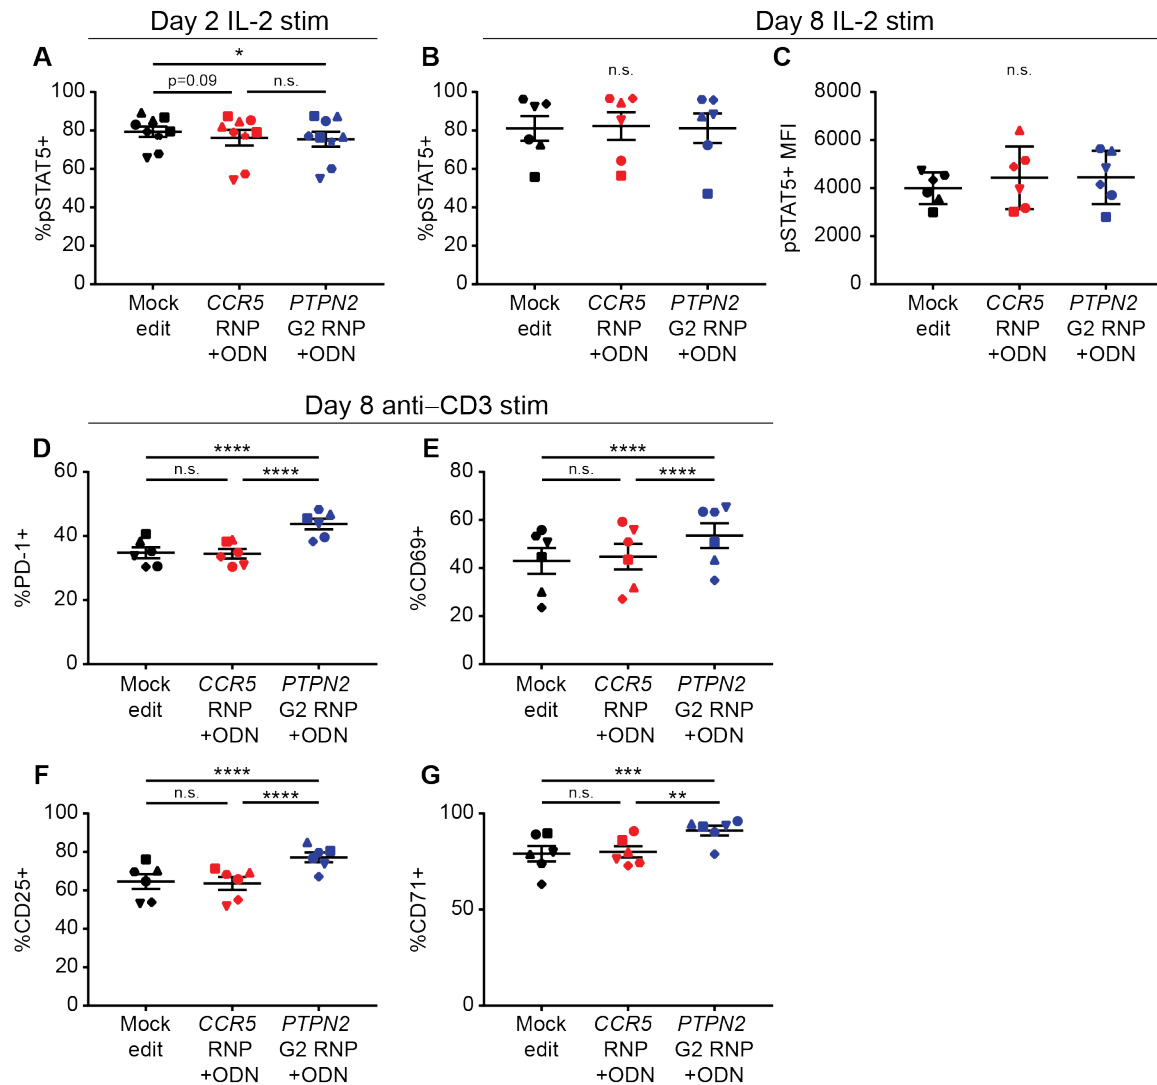 Day 2 IL-2 stim
Day 8 IL-2 stim
A
*
p=0.09
n.s.
100
80
60
40
20
0
%pSTAT5+
Mock
edit
CCR5
RNP
+ODN
PTPN2
G2 RNP
+ODN
B
n.s.
100
80
60
40
20
0
%pSTAT5+
Mock
edit
CCR5
RNP
+ODN
PTPN2
G2 RNP
+ODN
C
n.s.
8000
6000
4000
2000
0
pSTAT5+ MFI
Mock
edit
CCR5
RNP
+ODN
PTPN2
G2 RNP
+ODN
Day 8 anti–CD3 stim
D
****
n.s.
****
60
40
20
0
%PD-1+
Mock
edit
CCR5
RNP
+ODN
PTPN2
G2 RNP
+ODN
E
****
n.s.
****
80
60
40
20
0
%CD69+
Mock
edit
CCR5
RNP
+ODN
PTPN2
G2 RNP
+ODN
F
****
n.s.
****
100
80
60
40
20
0
%CD25+
Mock
edit
CCR5
RNP
+ODN
PTPN2
G2 RNP
+ODN
G
***
n.s.
**
100
50
0
%CD71+
Mock
edit
CCR5
RNP
+ODN
PTPN2
G2 RNP
+ODN